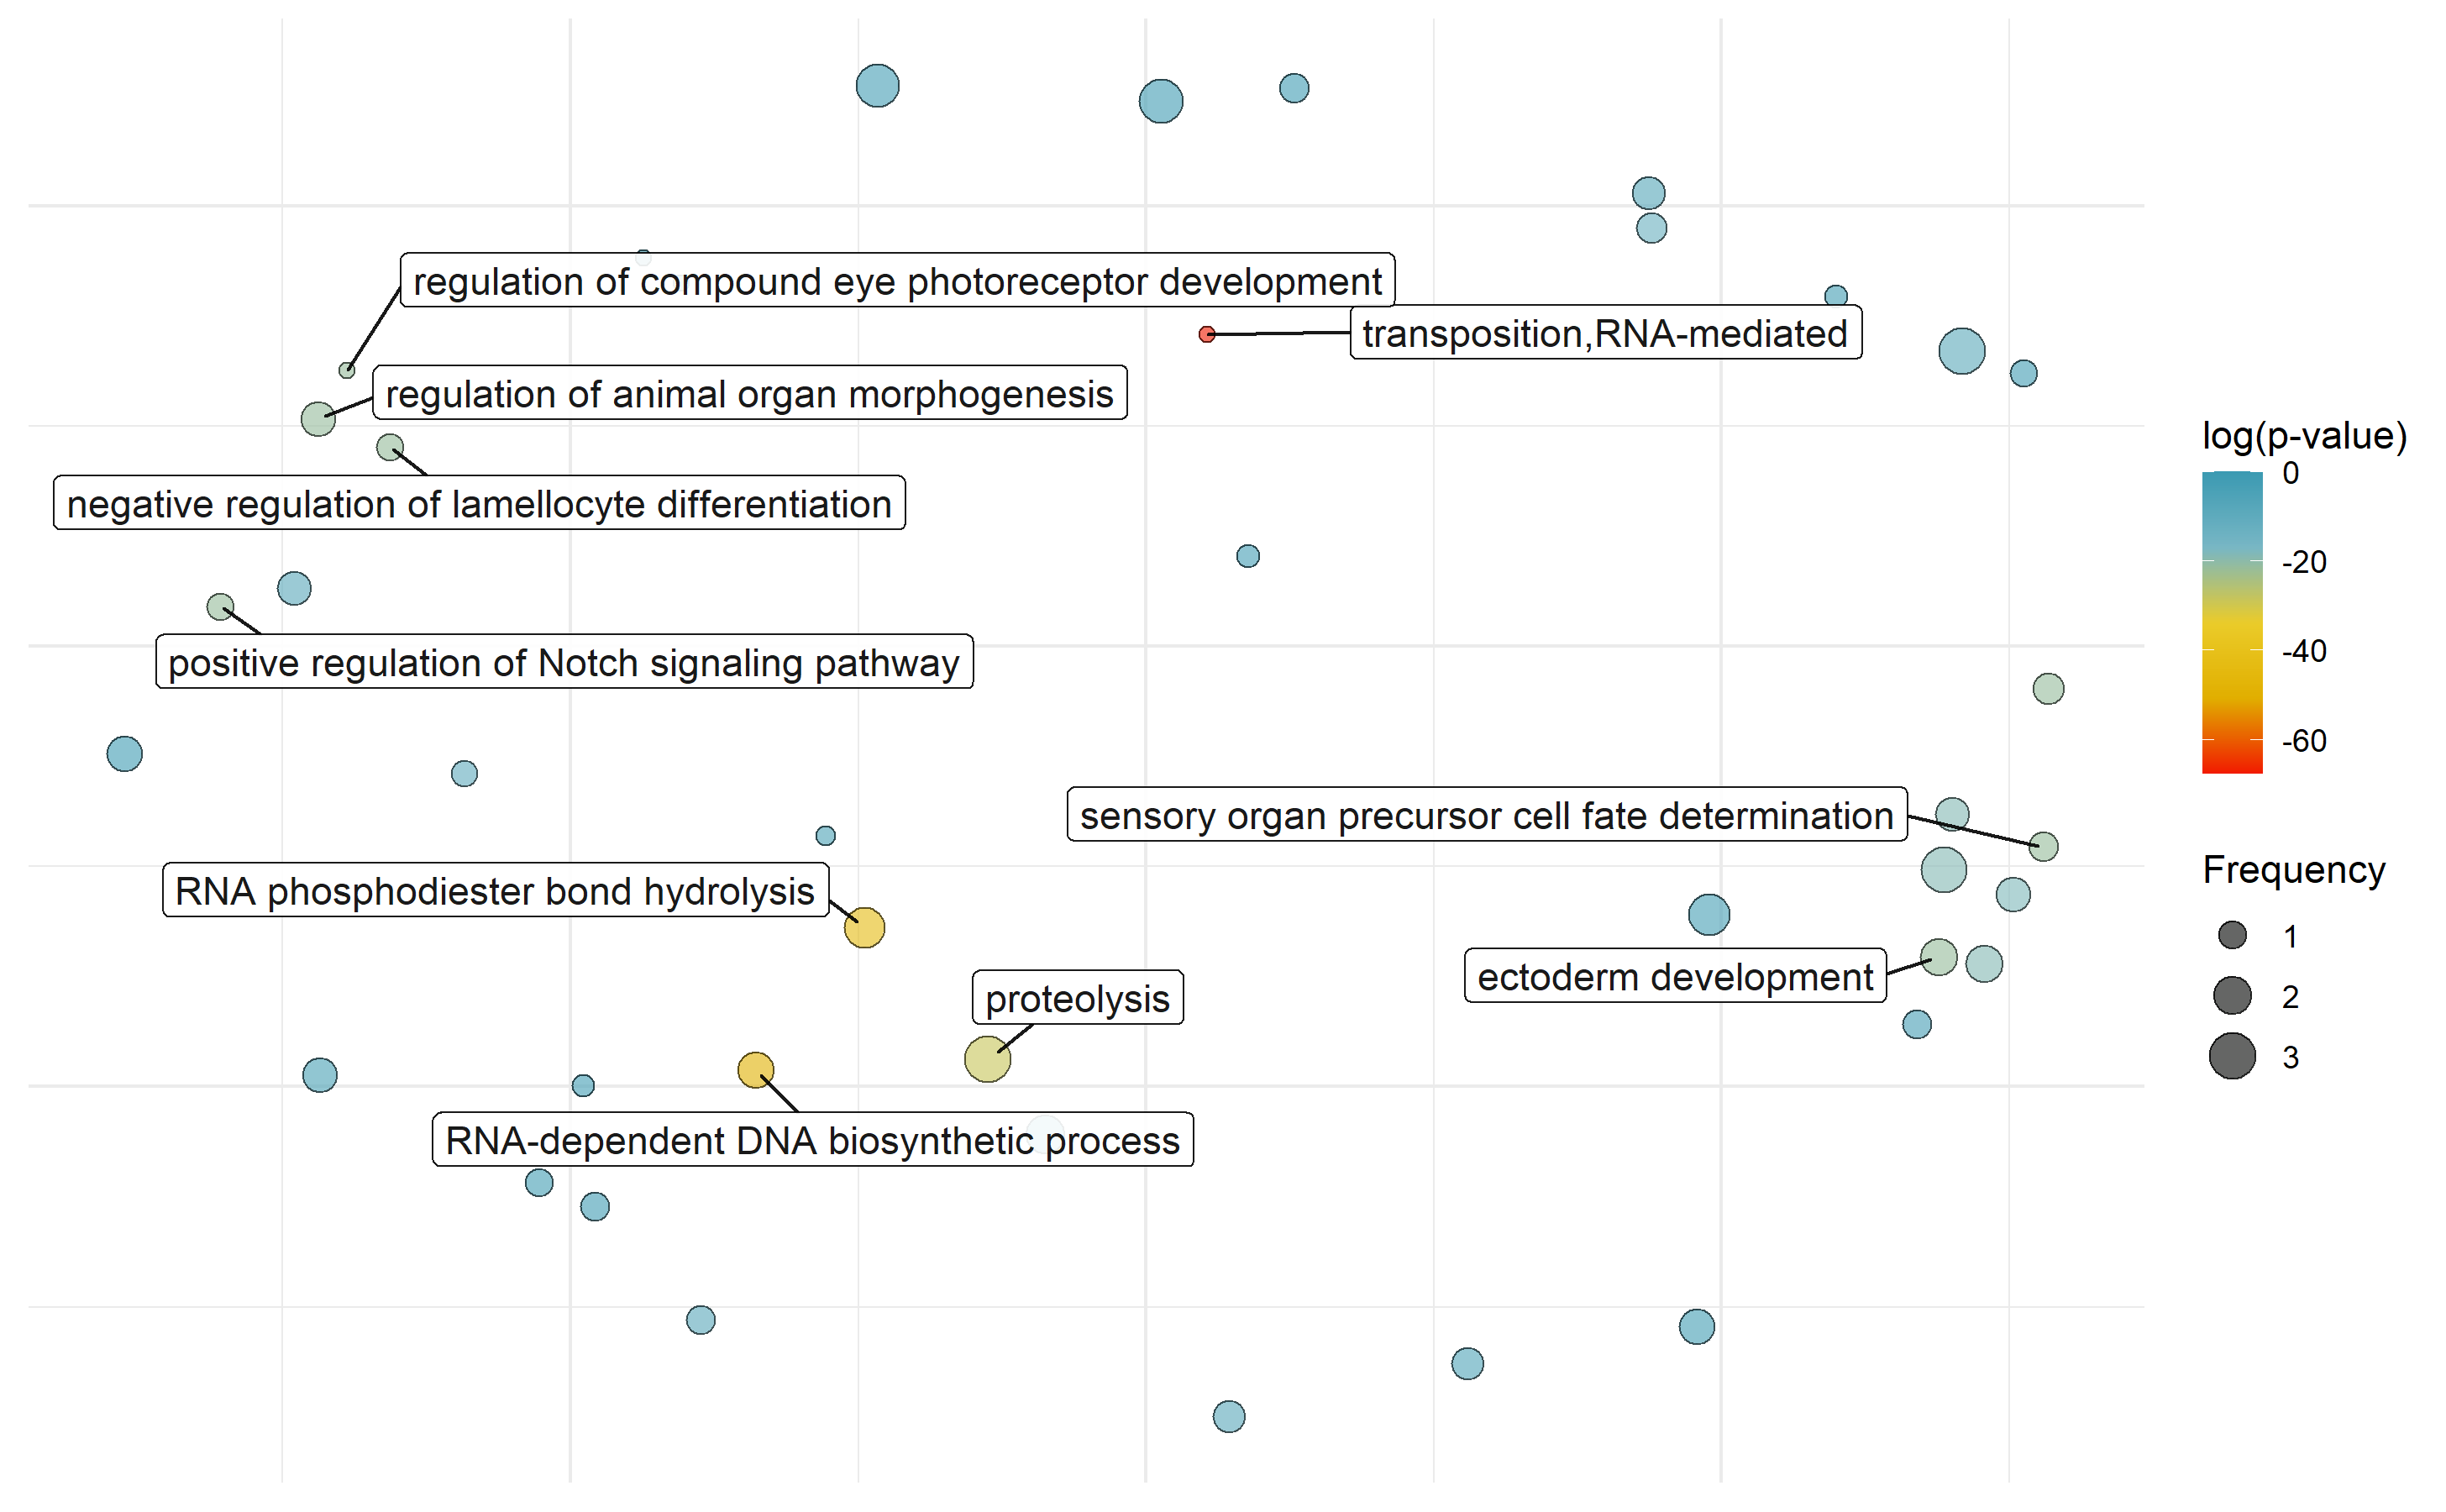 regulation of compound eye photoreceptor development
transposition,RNA-mediated
regulation of animal organ morphogenesis
negative regulation of lamellocyte differentiation
positive regulation of Notch signaling pathway
sensory organ precursor cell fate determination
RNA phosphodiester bond hydrolysis
ectoderm development
proteolysis
RNA-dependent DNA biosynthetic process
log(p-value)
0
-20
-40
-60
Frequency
1
2
3